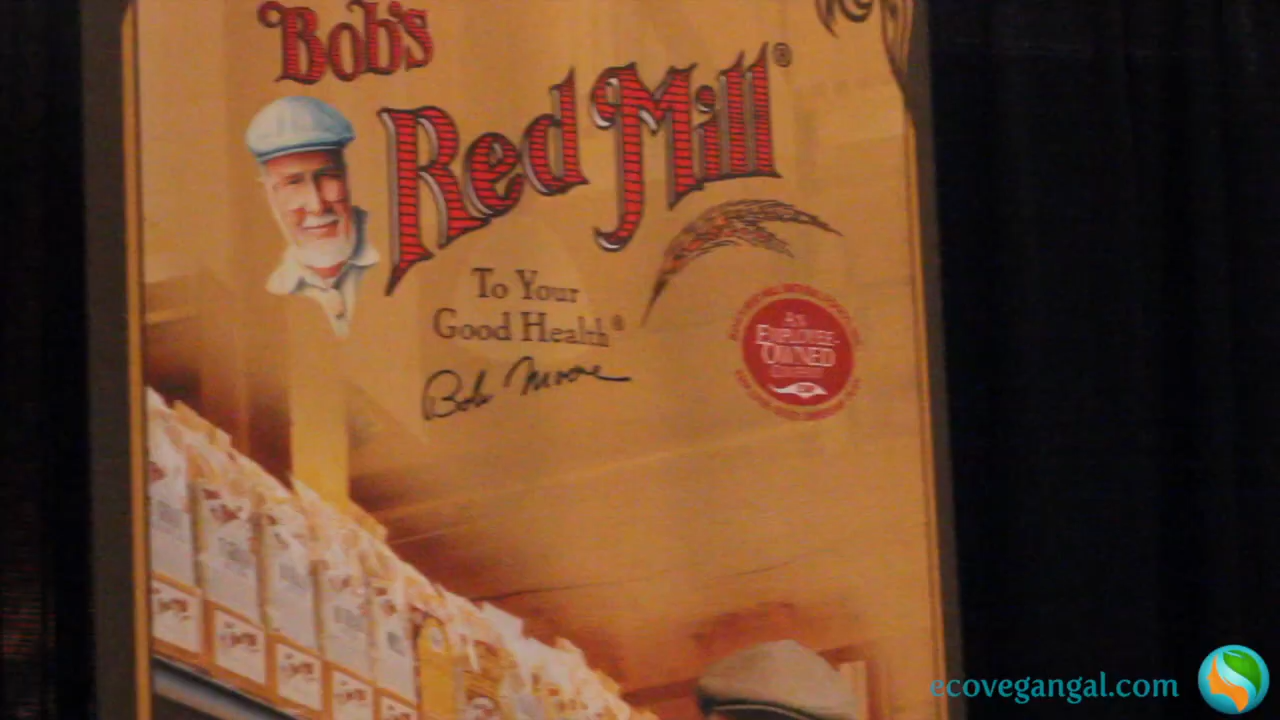 Bob's
Red Mill®
To Your
Good Health®
Bob Moore
AN
EMPLOYEE-
OWNED
ecovegangal.com